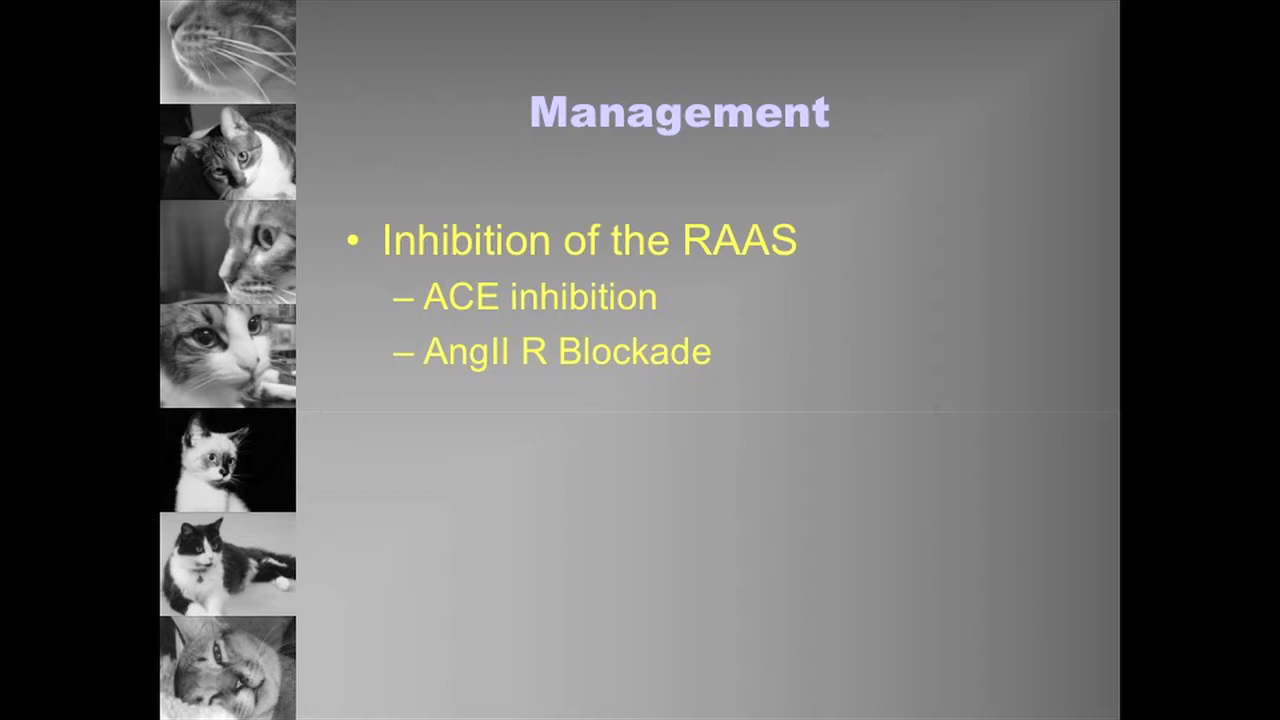 Management
• Inhibition of the RAAS
– ACE inhibition
– AngII R Blockade